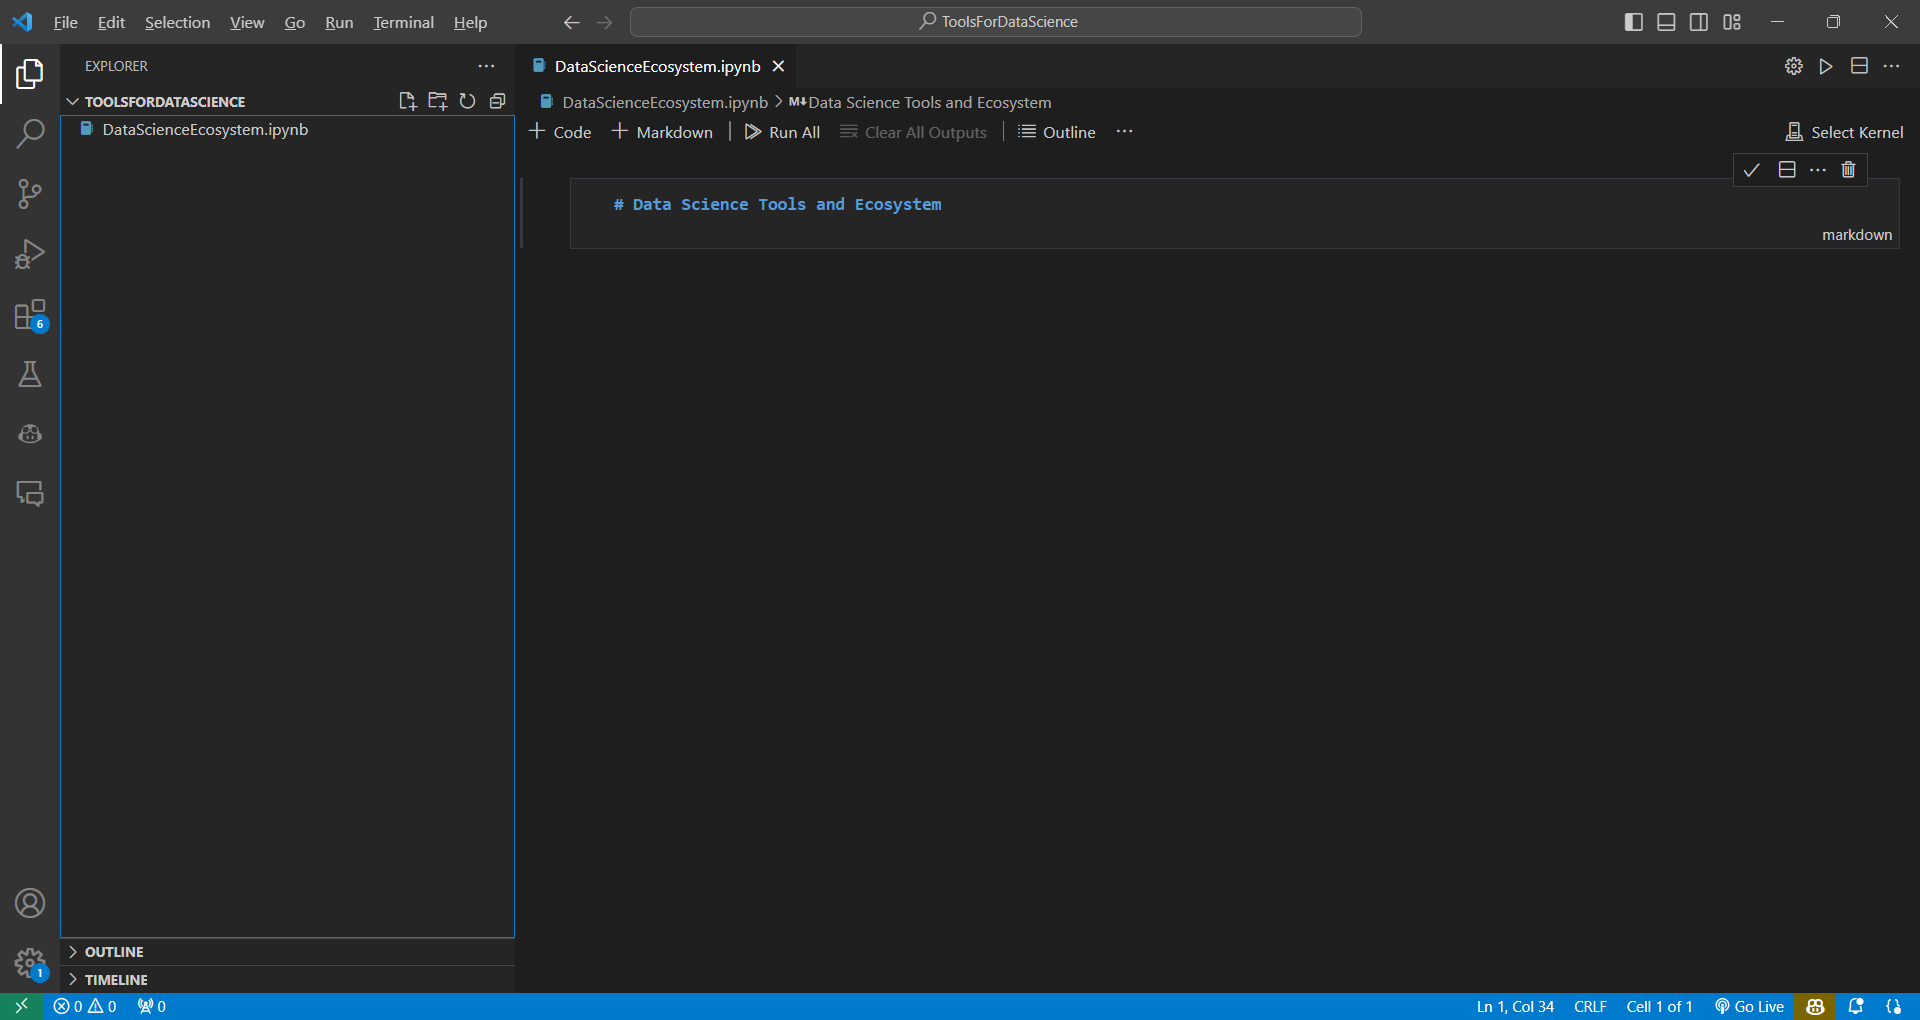 File Edit Selection View Go Run Terminal Help
ToolsForDataScience
EXPLORER
TOOLSFORDATASCIENCE
DataScienceEcosystem.ipynb
6
OUTLINE
1
TIMELINE
DataScienceEcosystem.ipynb
DataScienceEcosystem.ipynb > M↓ Data Science Tools and Ecosystem
+ Code + Markdown | Run All Clear All Outputs | Outline ...
Select Kernel
# Data Science Tools and Ecosystem
markdown
0 0 0
Ln 1, Col 34 CRLF Cell 1 of 1 Go Live